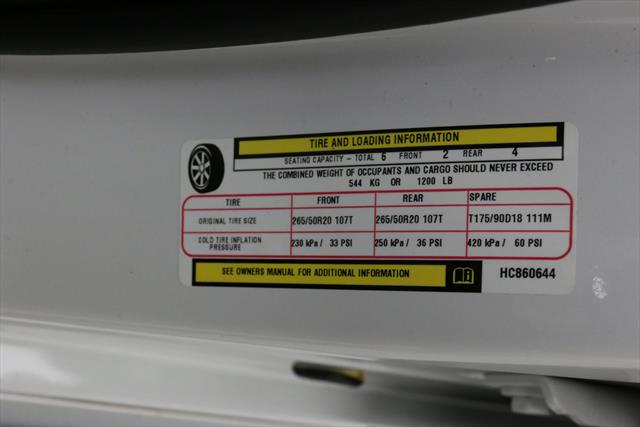 TIRE AND LOADING INFORMATION
SEATING CAPACITY - TOTAL 6 FRONT 2 REAR 4
THE COMBINED WEIGHT OF OCCUPANTS AND CARGO SHOULD NEVER EXCEED
544 KG OR 1200 LB
TIRE FRONT REAR SPARE
ORIGINAL TIRE SIZE 265/50R20 107T 265/50R20 107T T175/90D18 111M
COLD TIRE INFLATION PRESSURE 230 kPa / 33 PSI 250 kPa / 36 PSI 420 kPa / 60 PSI
SEE OWNERS MANUAL FOR ADDITIONAL INFORMATION
HC860644